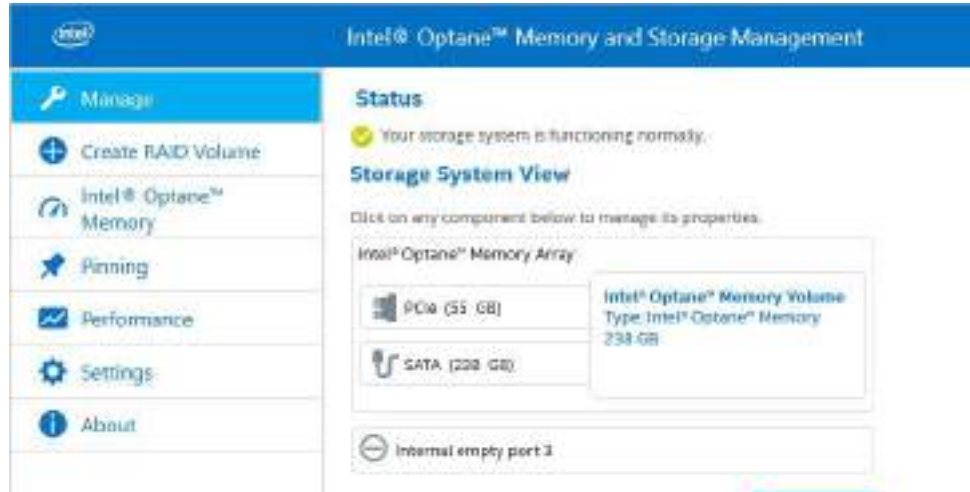 intel
Intel® Optane™ Memory and Storage Management
Manage
Create RAID Volume
Intel® Optane™
Memory
Pinning
Performance
Settings
About
Status
Your storage system is functioning normally.
Storage System View
Click on any component below to manage its properties.
Intel® Optane™ Memory Array
PCIe (55 GB)
SATA (238 GB)
Intel® Optane™ Memory Volume
Type: Intel® Optane™ Memory
238 GB
Internal empty port 3